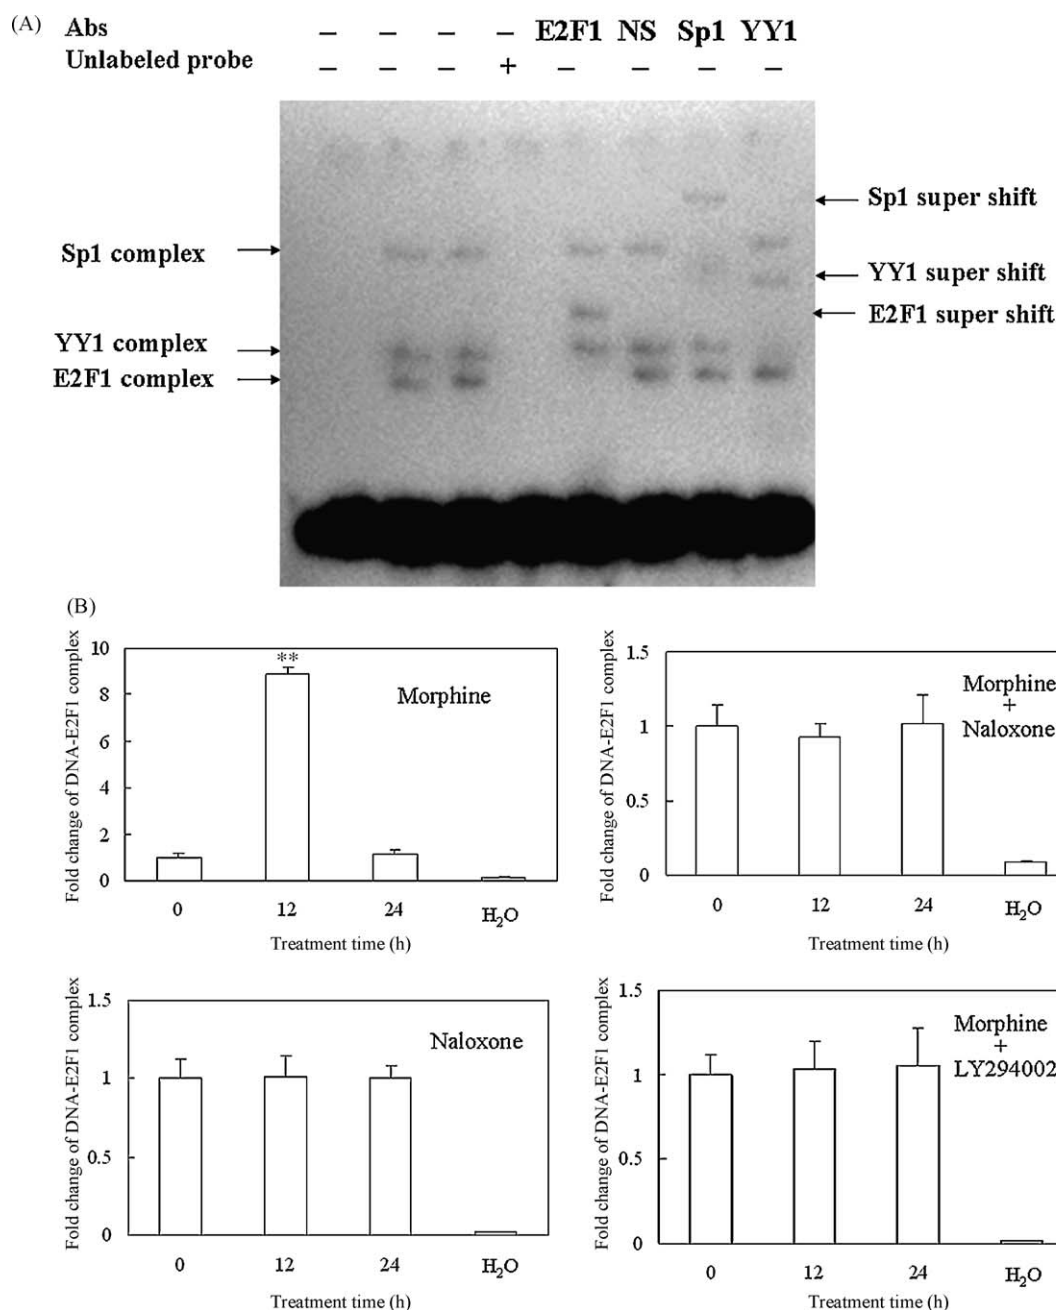 (A)
Abs – – – – E2F1 NS Sp1 YY1
Unlabeled probe – – – + – – – –
Sp1 complex
YY1 complex
E2F1 complex
Sp1 super shift
YY1 super shift
E2F1 super shift
(B)
Fold change of DNA-E2F1 complex
10
8
6
4
2
0
**
Morphine
0 12 24 H₂O
Treatment time (h)
Fold change of DNA-E2F1 complex
1.5
1
0.5
0
Morphine
+
Naloxone
0 12 24 H₂O
Treatment time (h)
Fold change of DNA-E2F1 complex
1.5
1
0.5
0
Naloxone
0 12 24 H₂O
Treatment time (h)
Fold change of DNA-E2F1 complex
1.5
1
0.5
0
Morphine
+
LY294002
0 12 24 H₂O
Treatment time (h)